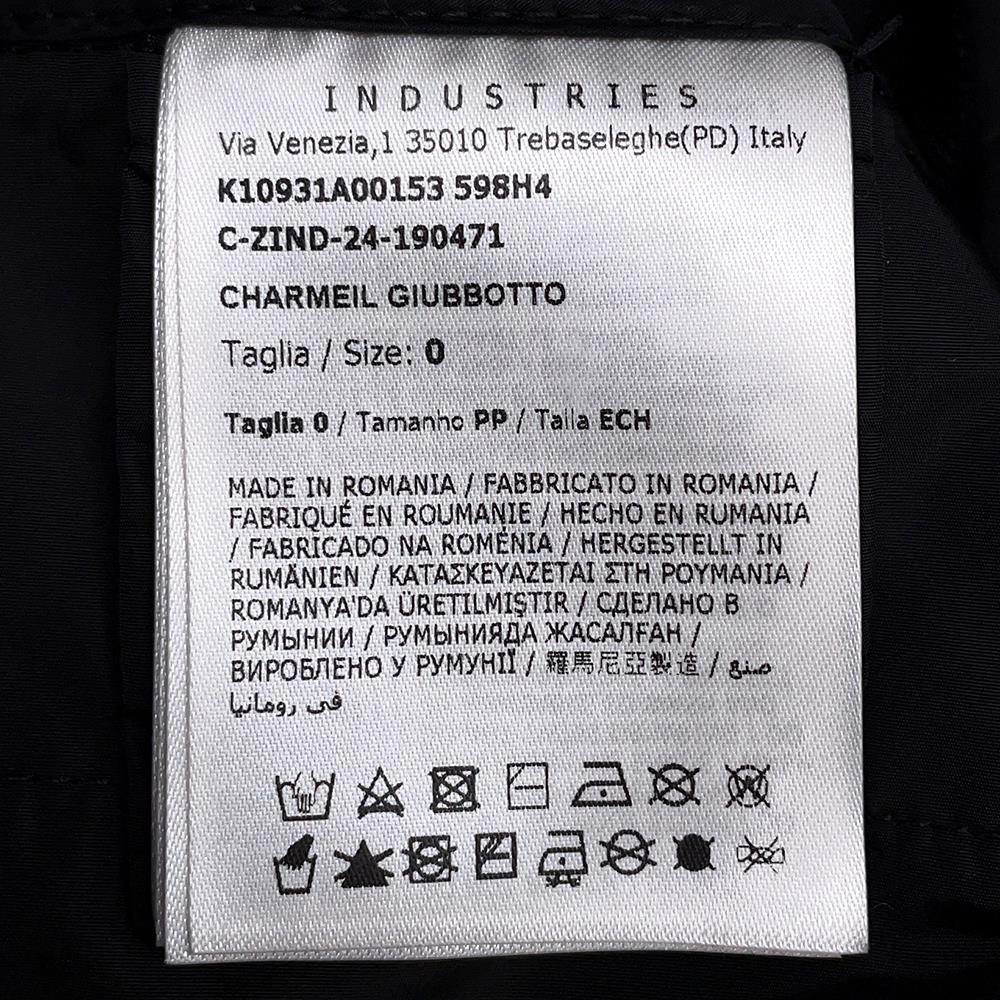 INDUSTRIES
Via Venezia,1 35010 Trebaseleghe(PD) Italy
K10931A00153 598H4
C-ZIND-24-190471
CHARMEIL GIUBBOTTO
Taglia / Size: 0
Taglia 0 / Tamanho PP / Talla ECH
MADE IN ROMANIA / FABBRICATO IN ROMANIA /
FABRIQUÉ EN ROUMANIE / HECHO EN RUMANIA
/ FABRICADO NA ROMÉNIA / HERGESTELLT IN
RUMÄNIEN / ΚΑΤΑΣΚΕΥΑΖΕΤΑΙ ΣΤΗ ΡΟΥΜΑΝΙΑ /
ROMANYA'DA ÜRETILMIŞTIR / СДЕЛАНО В
РУМЫНИИ / РУМЫНИЯДА ЖАСАЛҒАН /
ВИРОБЛЕНО У РУМУНІЇ / 羅馬尼亞製造 / صنع
في رومانيا